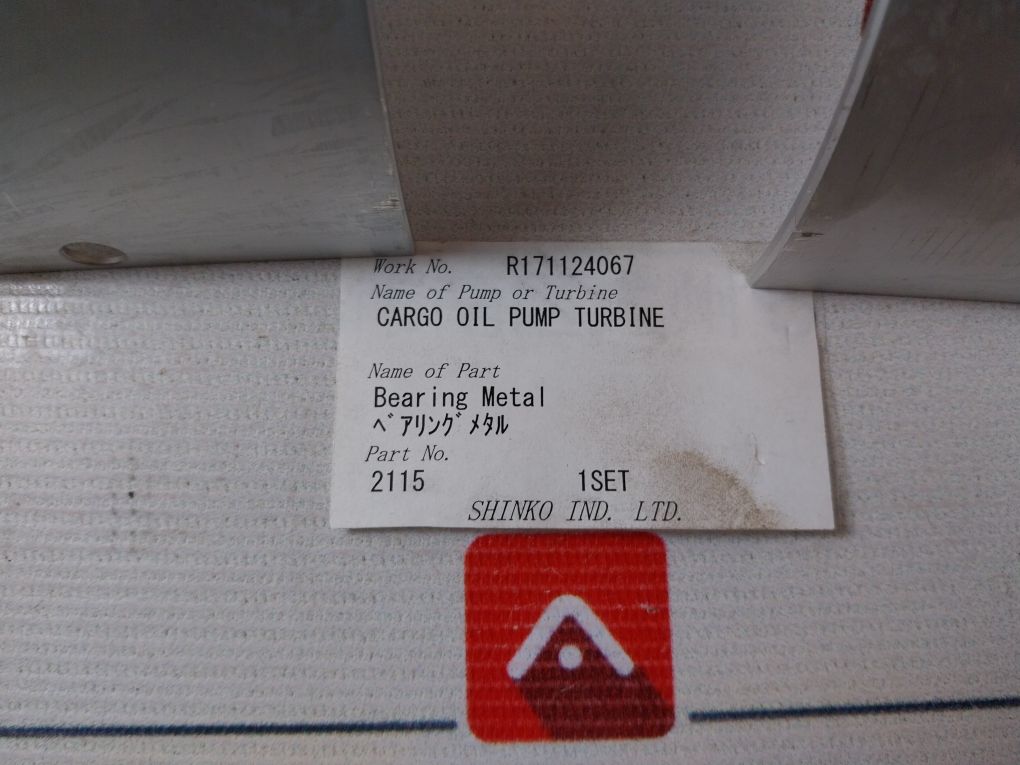 Work No. R171124067
Name of Pump or Turbine
CARGO OIL PUMP TURBINE
Name of Part
Bearing Metal
ﾍﾞｱﾘﾝｸﾞﾒﾀﾙ
Part No.
2115 1SET
SHINKO IND. LTD.